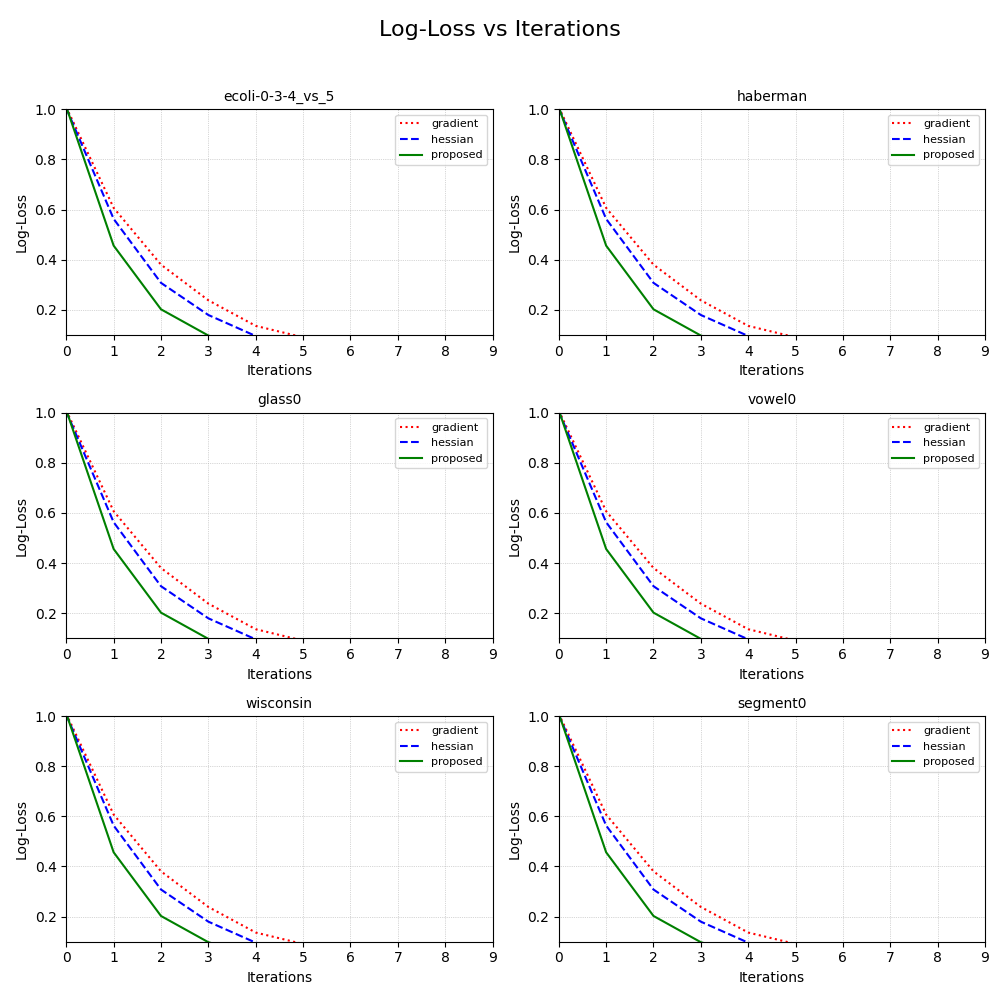 Log-Loss vs Iterations
ecoli-0-3-4_vs_5
1.0
0.8
0.6
0.4
0.2
Log-Loss
gradient
hessian
proposed
0 1 2 3 4 5 6 7 8 9
Iterations
haberman
1.0
0.8
0.6
0.4
0.2
Log-Loss
gradient
hessian
proposed
0 1 2 3 4 5 6 7 8 9
Iterations
glass0
1.0
0.8
0.6
0.4
0.2
Log-Loss
gradient
hessian
proposed
0 1 2 3 4 5 6 7 8 9
Iterations
vowel0
1.0
0.8
0.6
0.4
0.2
Log-Loss
gradient
hessian
proposed
0 1 2 3 4 5 6 7 8 9
Iterations
wisconsin
1.0
0.8
0.6
0.4
0.2
Log-Loss
gradient
hessian
proposed
0 1 2 3 4 5 6 7 8 9
Iterations
segment0
1.0
0.8
0.6
0.4
0.2
Log-Loss
gradient
hessian
proposed
0 1 2 3 4 5 6 7 8 9
Iterations